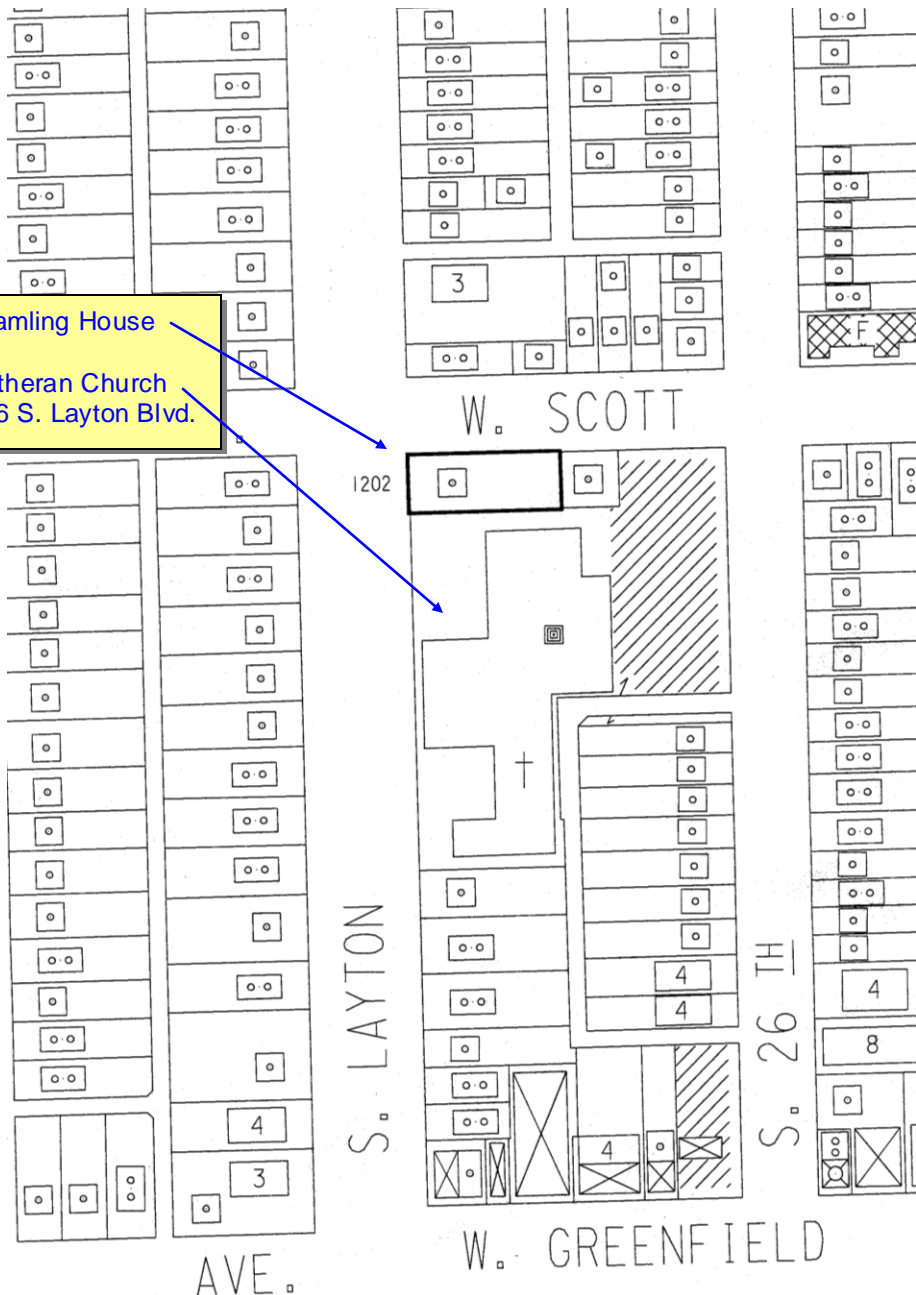 3
F
amling House
theran Church
6 S. Layton Blvd.
W. SCOTT
1202
S. LAYTON
4
4
4
8
S. 26 TH
4
4
3
W. GREENFIELD
AVE.